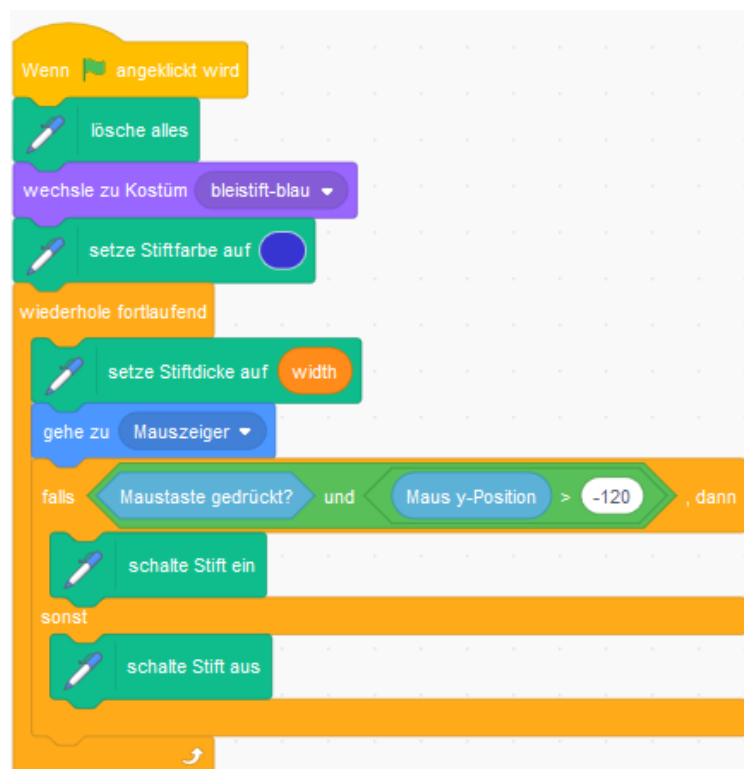 Wenn angeklickt wird
lösche alles
wechsle zu Kostüm bleistift-blau
setze Stiftfarbe auf
wiederhole fortlaufend
setze Stiftdicke auf width
gehe zu Mauszeiger
falls Maustaste gedrückt? und Maus y-Position > -120 , dann
schalte Stift ein
sonst
schalte Stift aus